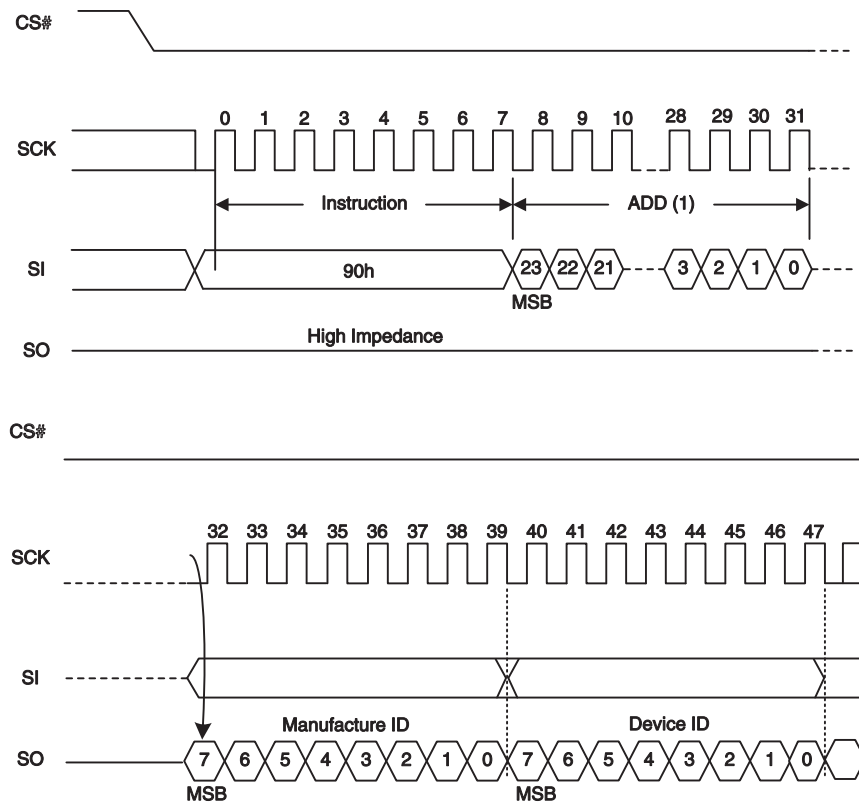 CS#
0 1 2 3 4 5 6 7 8 9 10 28 29 30 31
SCK
Instruction ADD (1)
SI 90h 23 22 21 3 2 1 0
MSB
High Impedance
SO
CS#
32 33 34 35 36 37 38 39 40 41 42 43 44 45 46 47
SCK
SI
Manufacture ID Device ID
SO 7 6 5 4 3 2 1 0 7 6 5 4 3 2 1 0
MSB MSB